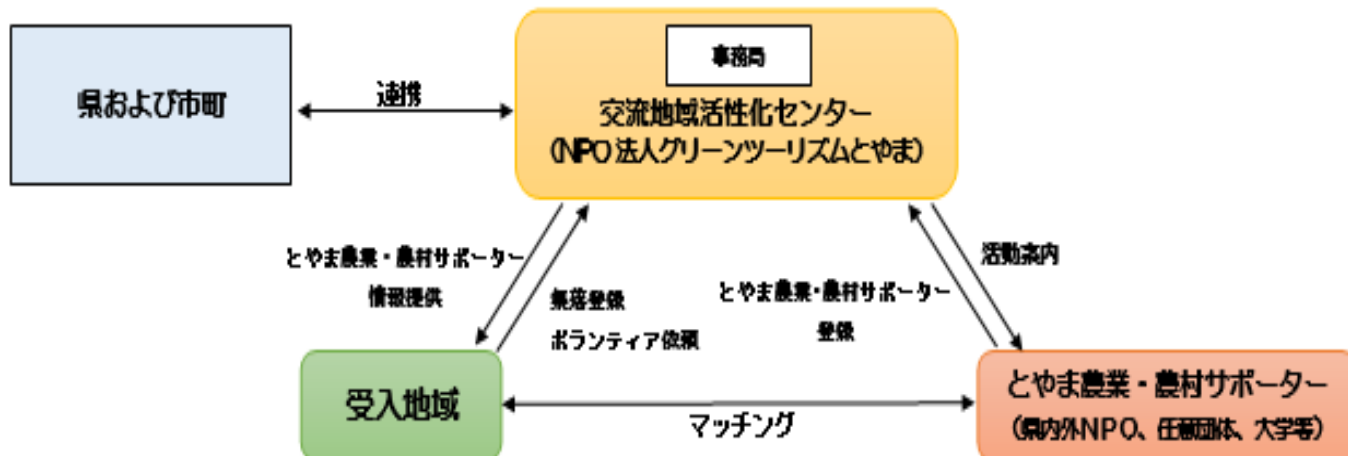 事務局
県および市町
連携
交流地域活性化センター
(NPO法人グリーンツーリズムとやま)
とやま農業・農村サポーター
情報提供
集落登録
ボランティア依頼
とやま農業・農村サポーター
登録
活動案内
受入地域
マッチング
とやま農業・農村サポーター
(県内外NPO、任意団体、大学等)